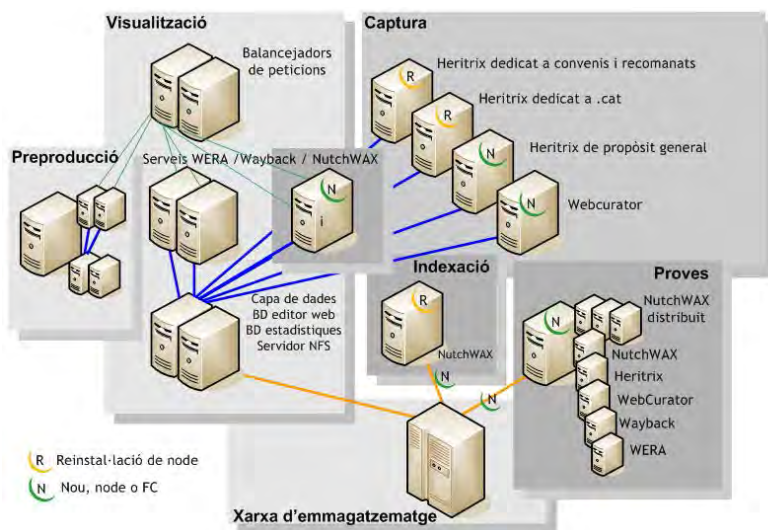 Visualització
Balancejadors
de peticions
Captura
R
Heritrix dedicat a convenis i recomanats
R
Heritrix dedicat a .cat
N
Heritrix de propòsit general
N
Webcurator
Preproducció
Serveis WERA /Wayback / NutchWAX
N
i
Capa de dades
BD editor web
BD estadístiques
Servidor NFS
Indexació
R
NutchWAX
N
Proves
N
NutchWAX
distribuit
NutchWAX
Heritrix
WebCurator
Wayback
WERA
N
R Reinstal·lació de node
N Nou, node o FC
Xarxa d'emmagatzematge